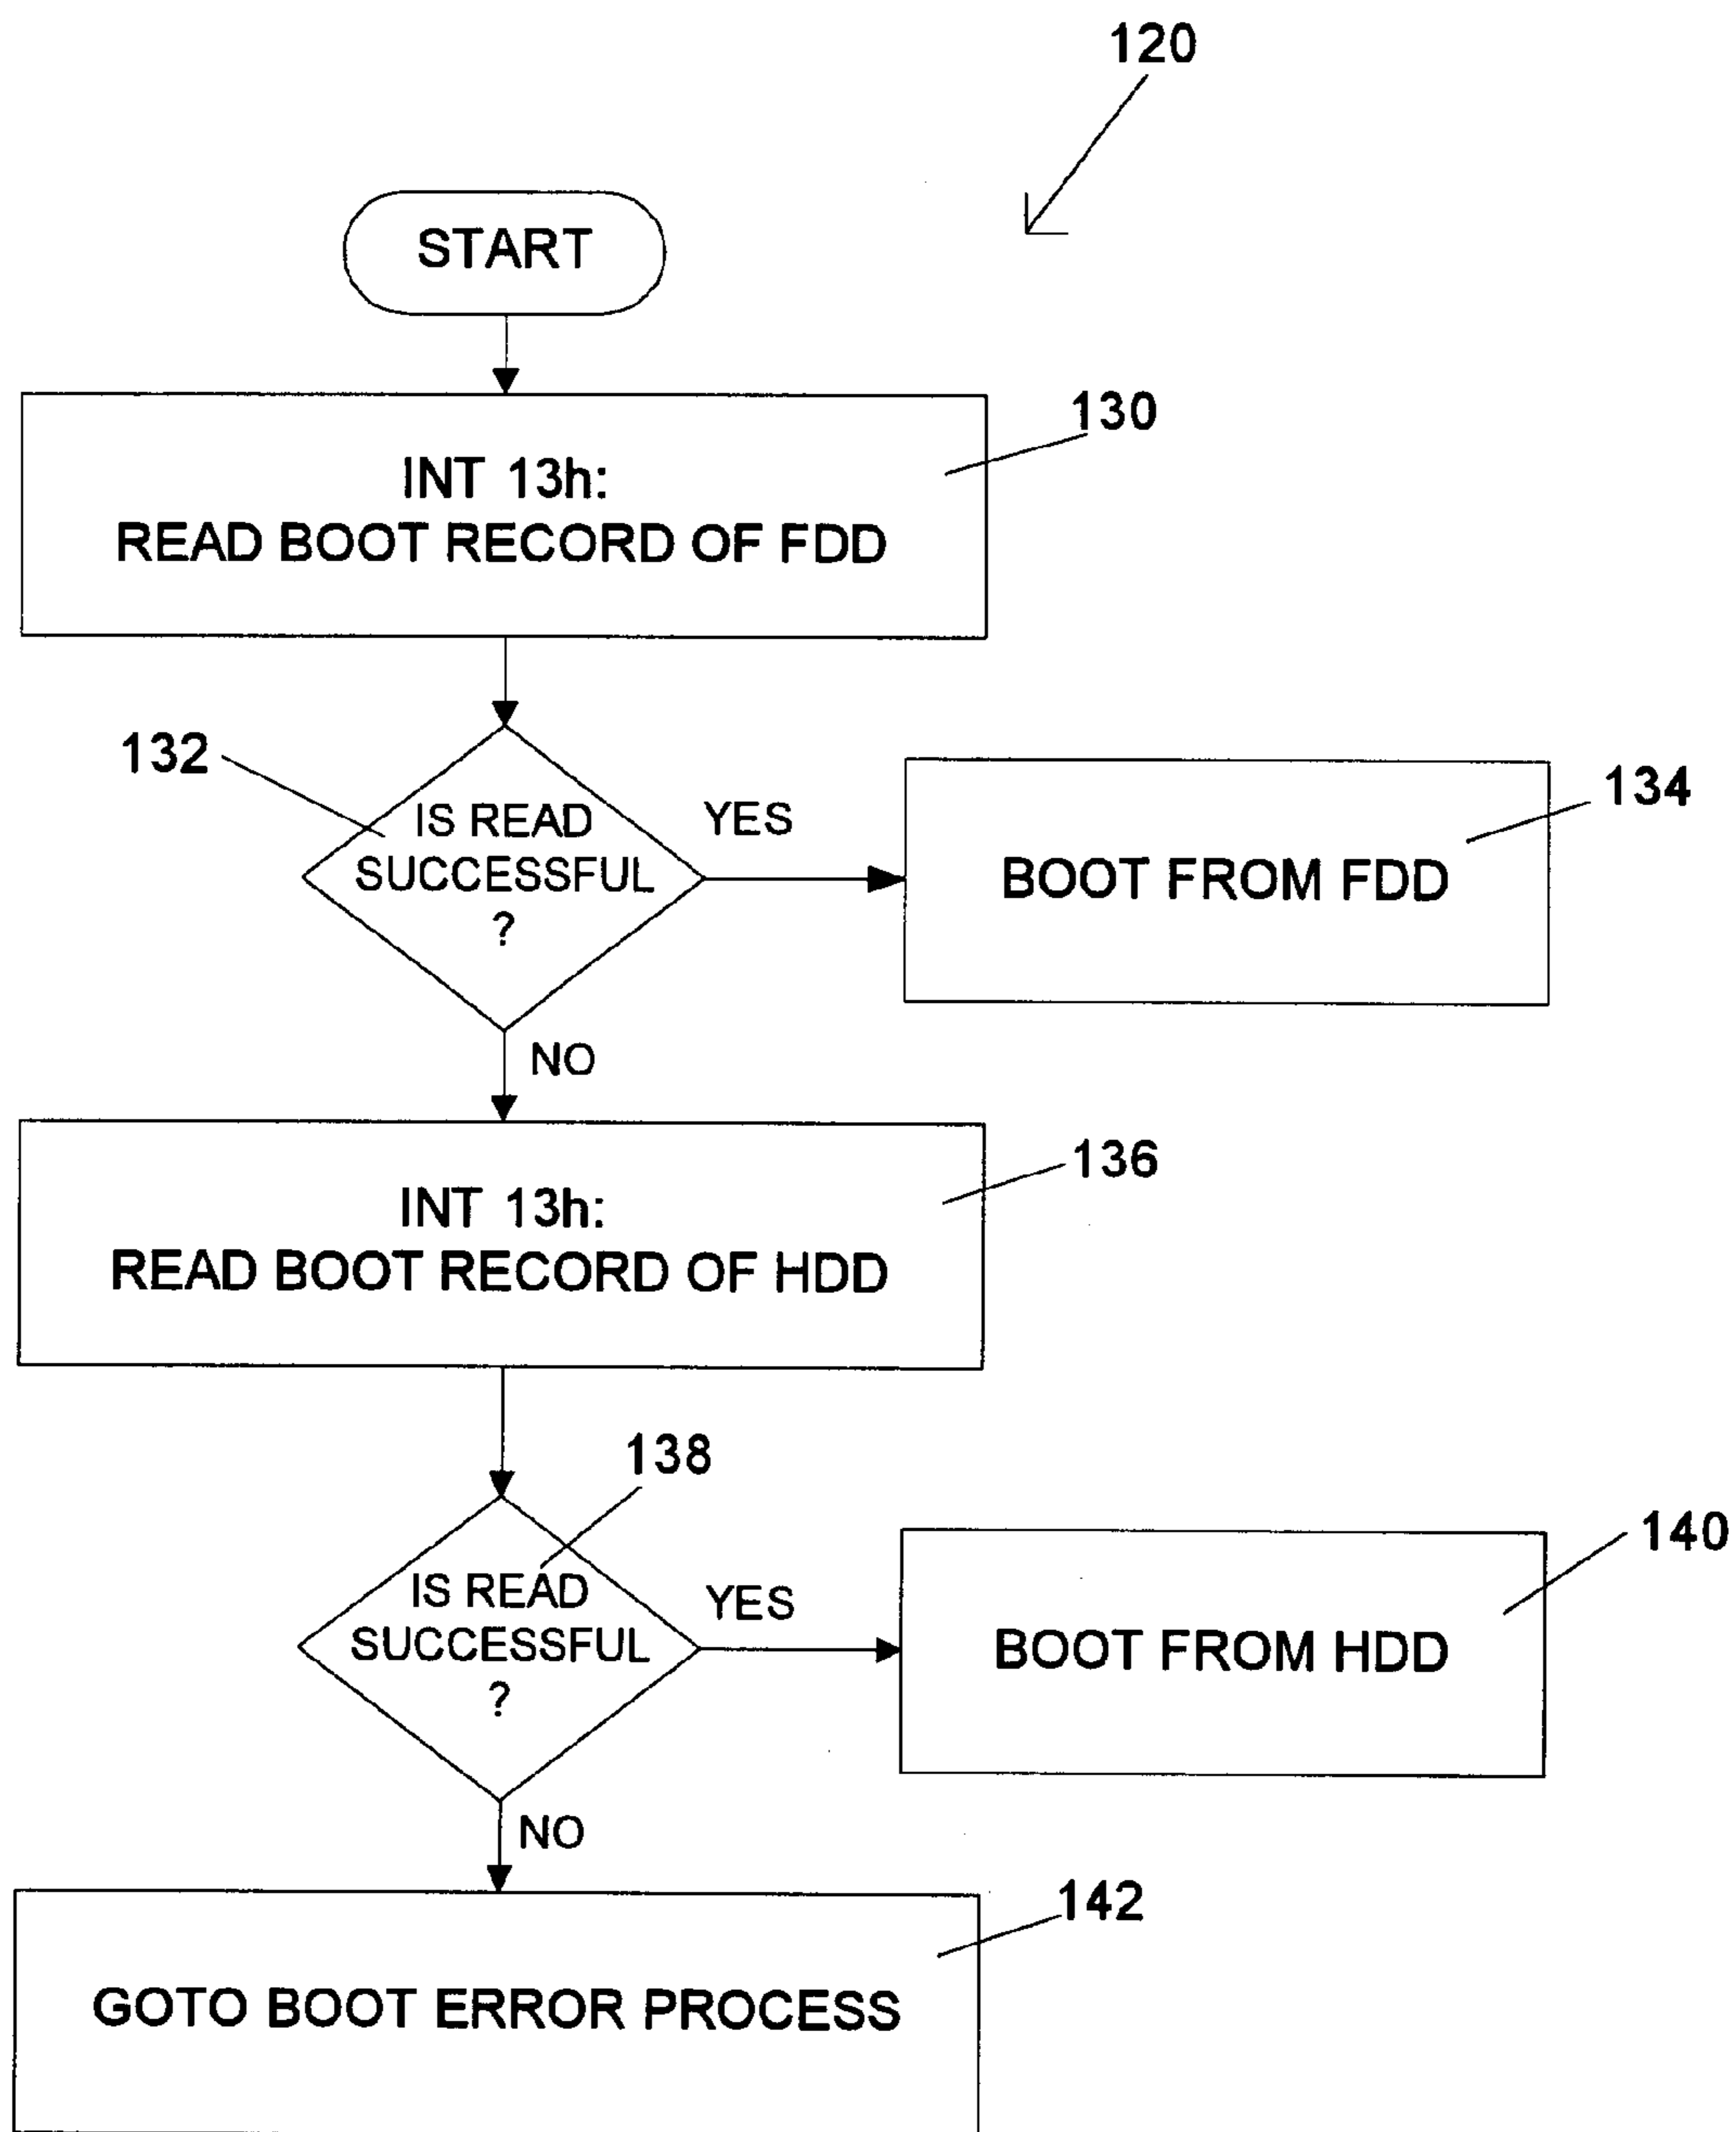 120
START
130
INT 13h:
READ BOOT RECORD OF FDD
132
IS READ
SUCCESSFUL
?
YES
134
BOOT FROM FDD
NO
136
INT 13h:
READ BOOT RECORD OF HDD
138
IS READ
SUCCESSFUL
?
YES
140
BOOT FROM HDD
NO
142
GOTO BOOT ERROR PROCESS